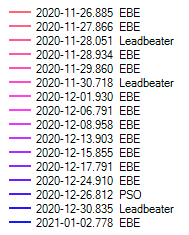 2020-11-26.885 EBE
2020-11-27.866 EBE
2020-11-28.051 Leadbeater
2020-11-28.934 EBE
2020-11-29.860 EBE
2020-11-30.718 Leadbeater
2020-12-01.930 EBE
2020-12-06.791 EBE
2020-12-08.958 EBE
2020-12-13.903 EBE
2020-12-15.855 EBE
2020-12-17.791 EBE
2020-12-24.910 EBE
2020-12-26.812 PSO
2020-12-30.835 Leadbeater
2021-01-02.778 EBE